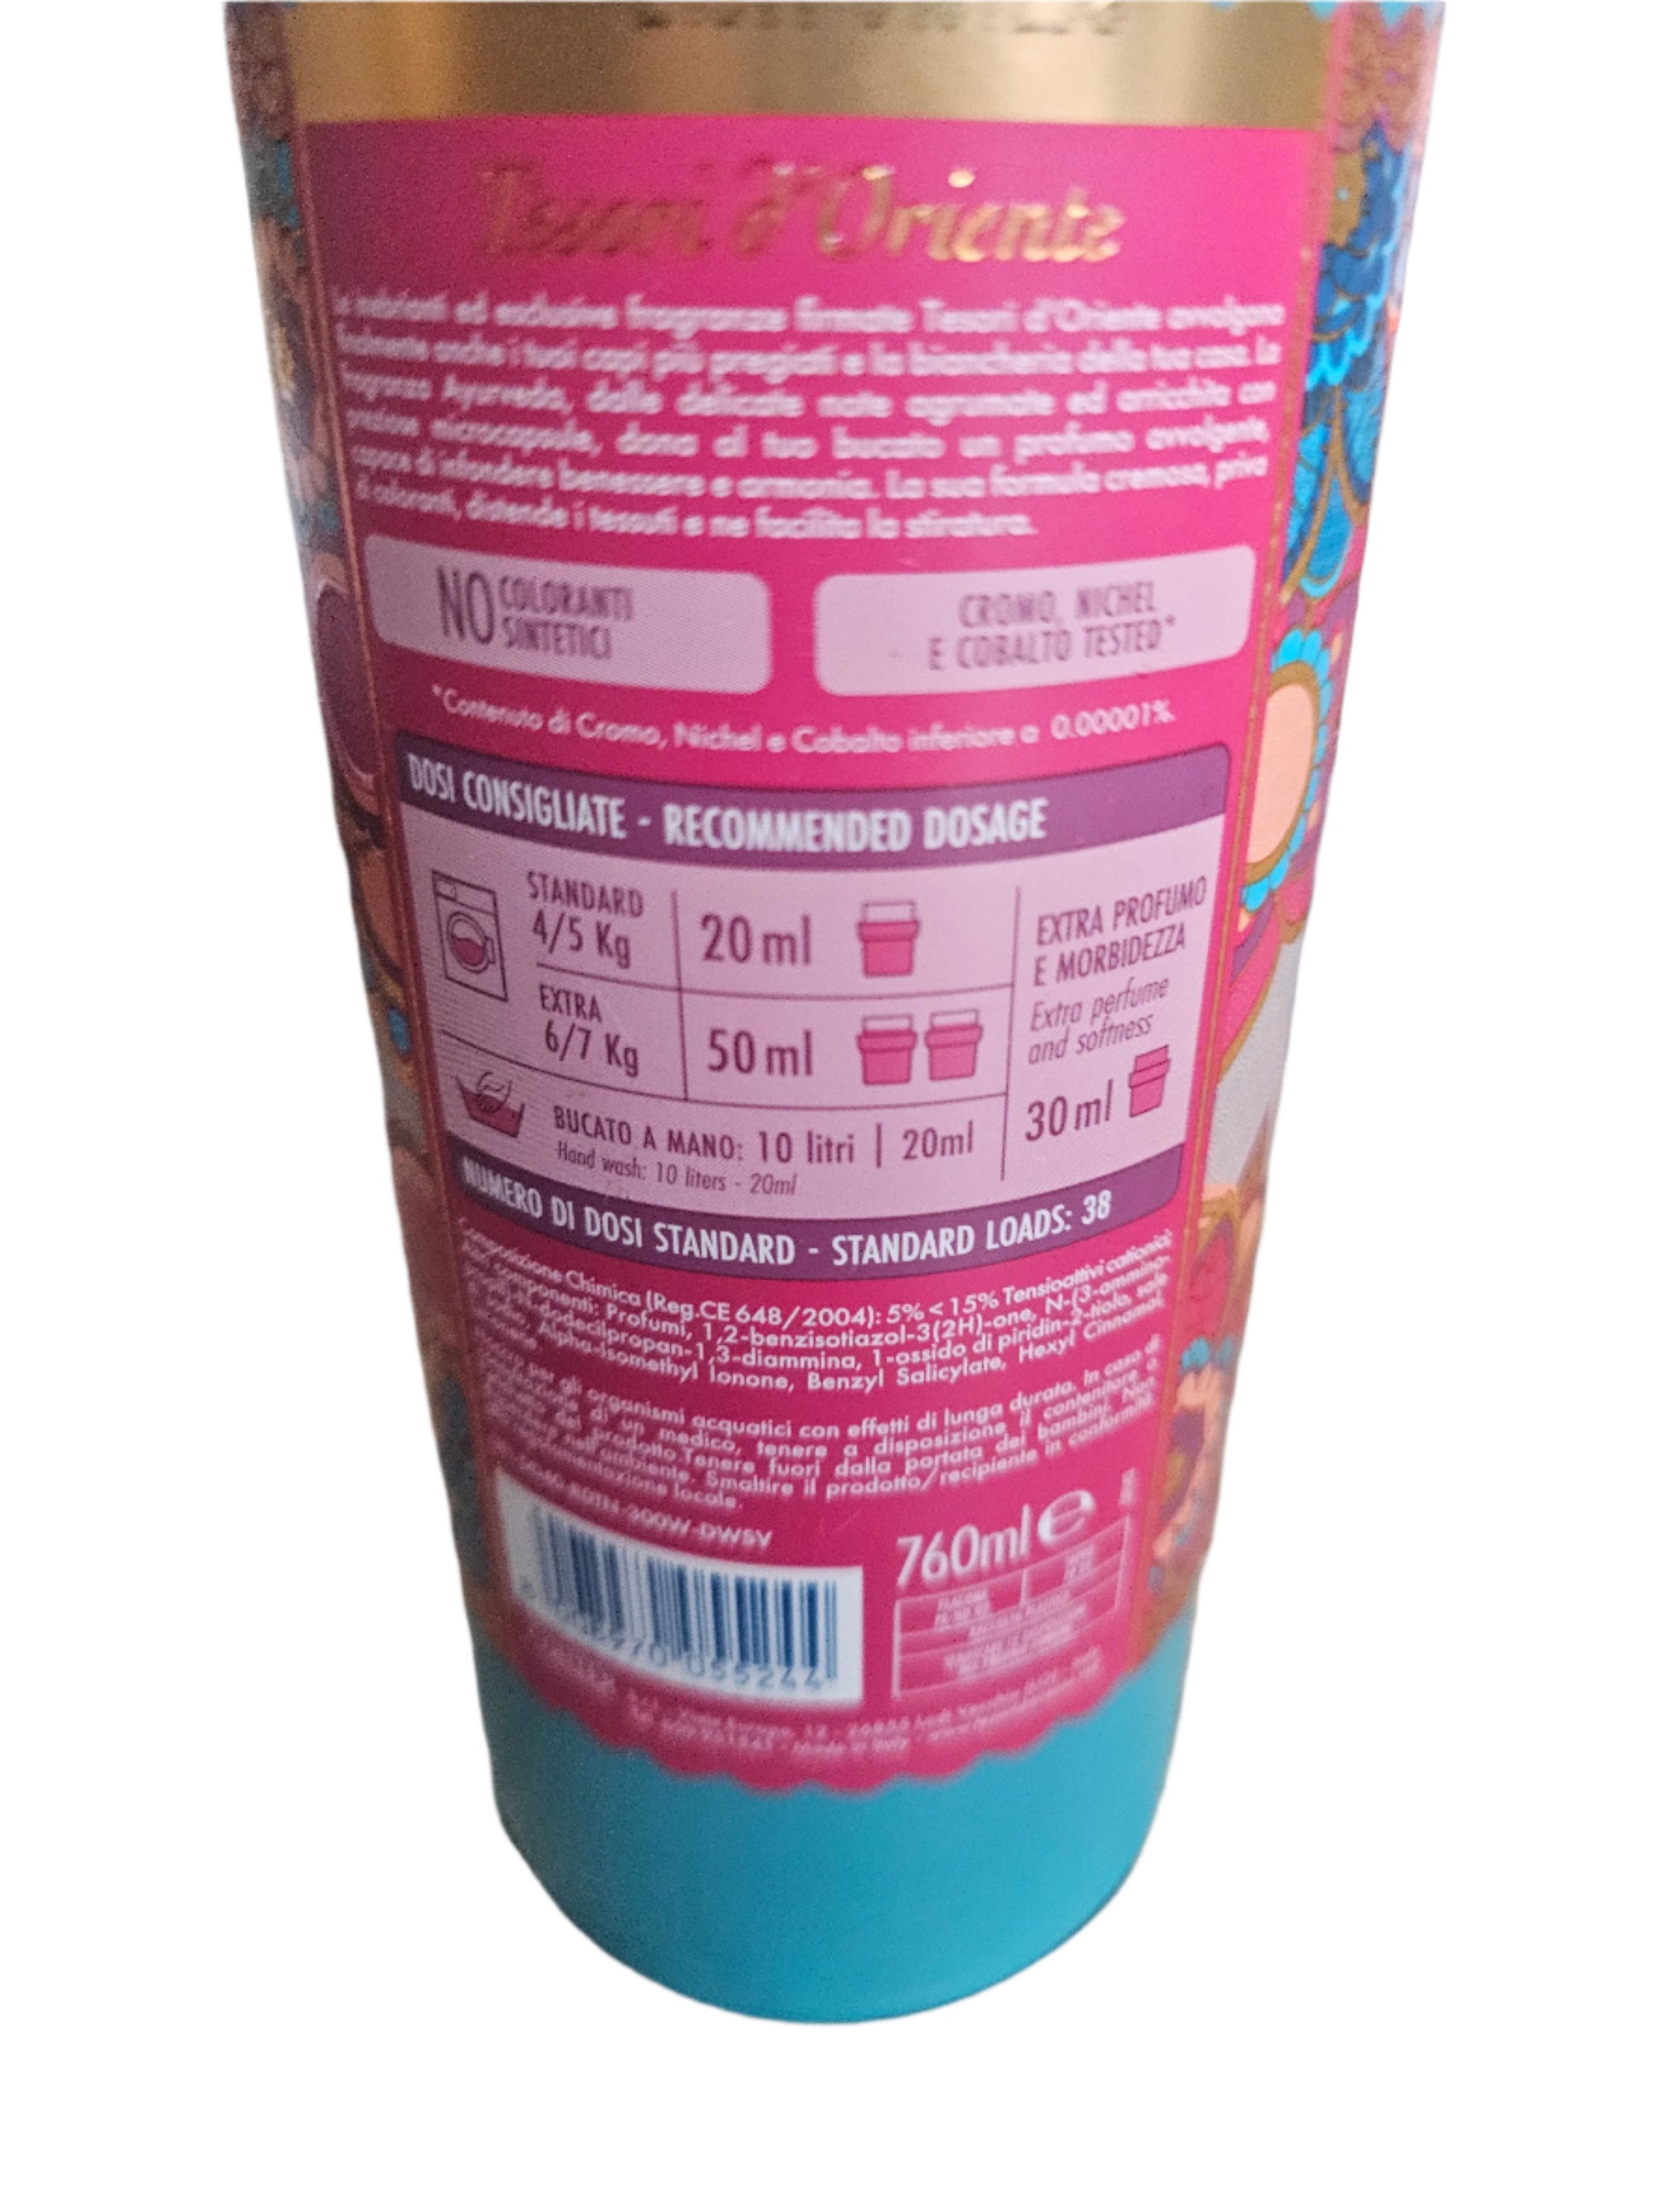 Tesori d'Oriente
inebrianti ed esclusive fragranze firmate Tesori d'Oriente avvolgono
finalmente anche i tuoi capi più pregiati e la biancheria della tua casa. La
fragranza Ayurveda, dalle delicate note agrumate ed arricchita con
preziose microcapsule, dona al tuo bucato un profumo avvolgente,
capace di infondere benessere e armonia. La sua formula cremosa, priva
di coloranti, distende i tessuti e ne facilita la stiratura.
NO COLORANTI
SINTETICI
CROMO, NICHEL
E COBALTO TESTED*
*Contenuto di Cromo, Nichel e Cobalto inferiore a 0.00001%.
DOSI CONSIGLIATE - RECOMMENDED DOSAGE
STANDARD
4/5 Kg
20 ml
EXTRA
6/7 Kg
50 ml
BUCATO A MANO: 10 litri | 20ml
Hand wash: 10 liters - 20ml
EXTRA PROFUMO
E MORBIDEZZA
Extra perfume
and softness
30 ml
NUMERO DI DOSI STANDARD - STANDARD LOADS: 38
Composizione Chimica (Reg.CE 648/2004): 5% < 15% Tensioattivi cationici;
componenti: Profumi, 1,2-benzisotiazol-3(2H)-one, N-(3-ammino-
dodecilpropan-1,3-diammina, 1-ossido di piridin-2-tiolo, sale
Alpha-Isomethyl Ionone, Benzyl Salicylate, Hexyl Cinnamal,
per gli organismi acquatici con effetti di lunga durata. In caso di
di un medico, tenere a disposizione il contenitore o
del prodotto. Tenere fuori dalla portata dei bambini. Non
nell'ambiente. Smaltire il prodotto/recipiente in conformità
locale.
300W-DWSV
760ml e
055244
Made in Italy